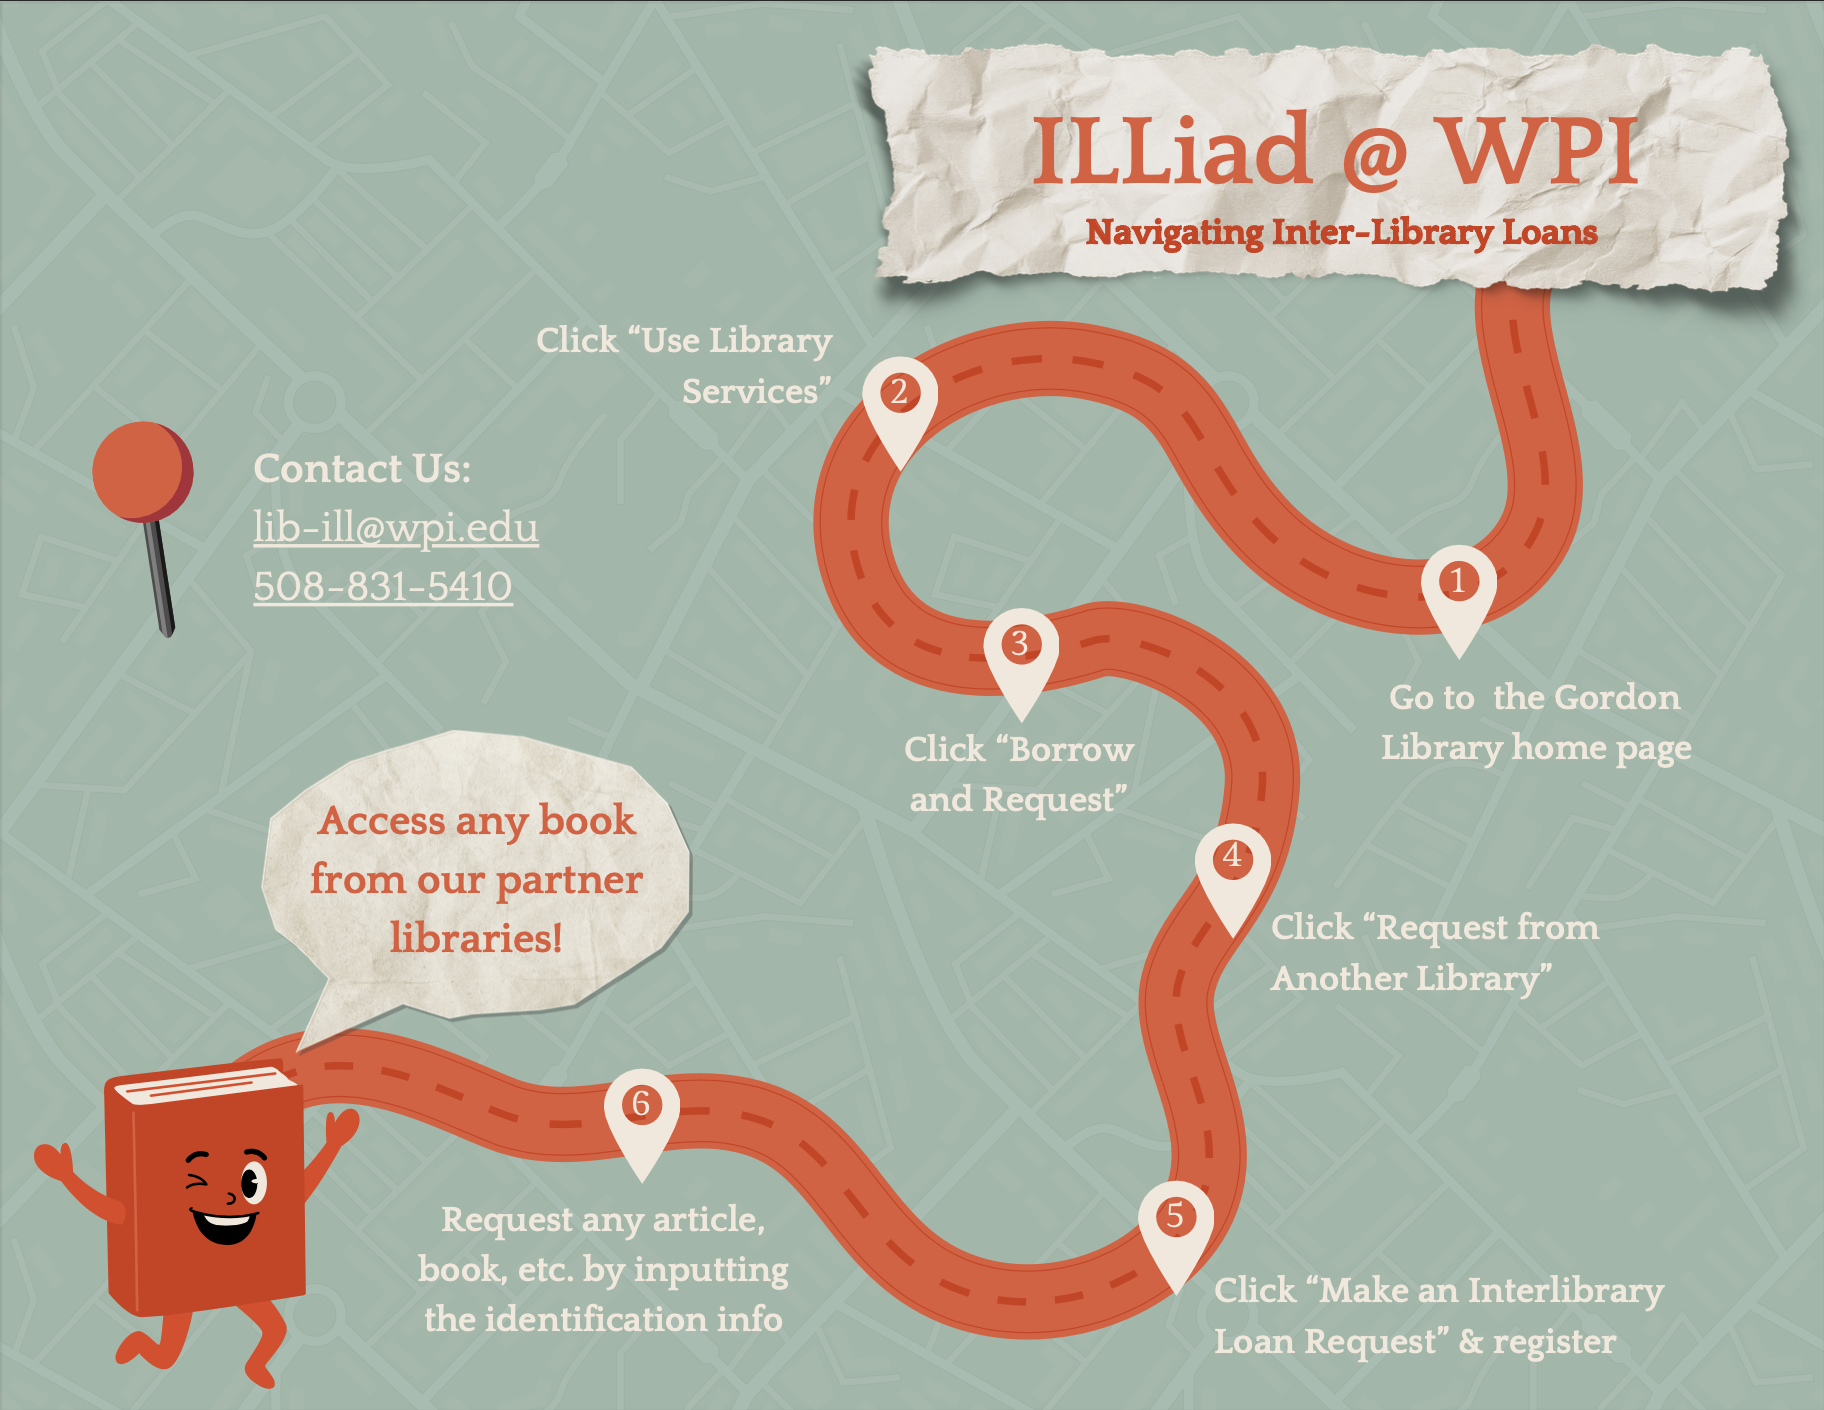 ILLiad @ WPI
Navigating Inter-Library Loans
1
Go to the Gordon
Library home page
2
Click “Use Library
Services”
3
Click “Borrow
and Request”
4
Click “Request from
Another Library”
5
Click “Make an Interlibrary
Loan Request” & register
6
Request any article,
book, etc. by inputting
the identification info
Contact Us:
lib-ill@wpi.edu
508-831-5410
Access any book
from our partner
libraries!